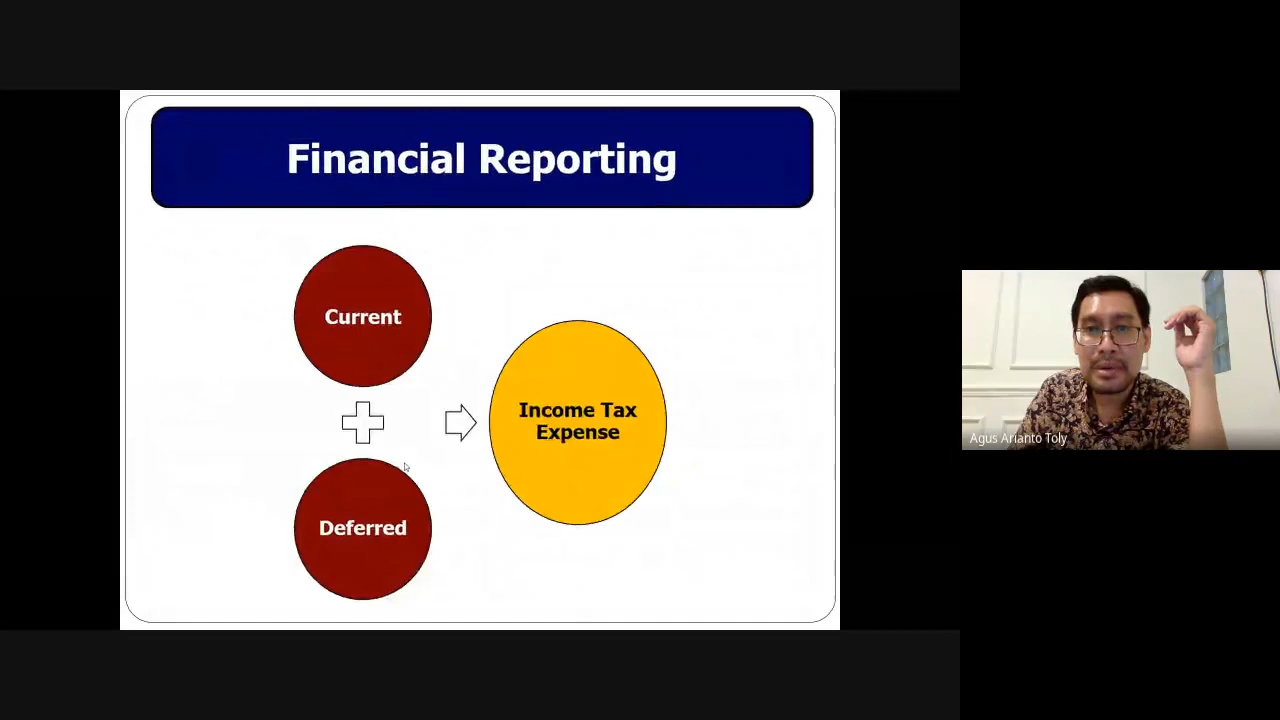 Financial Reporting
Current
Income Tax
Expense
Deferred
Agus Arianto Toly